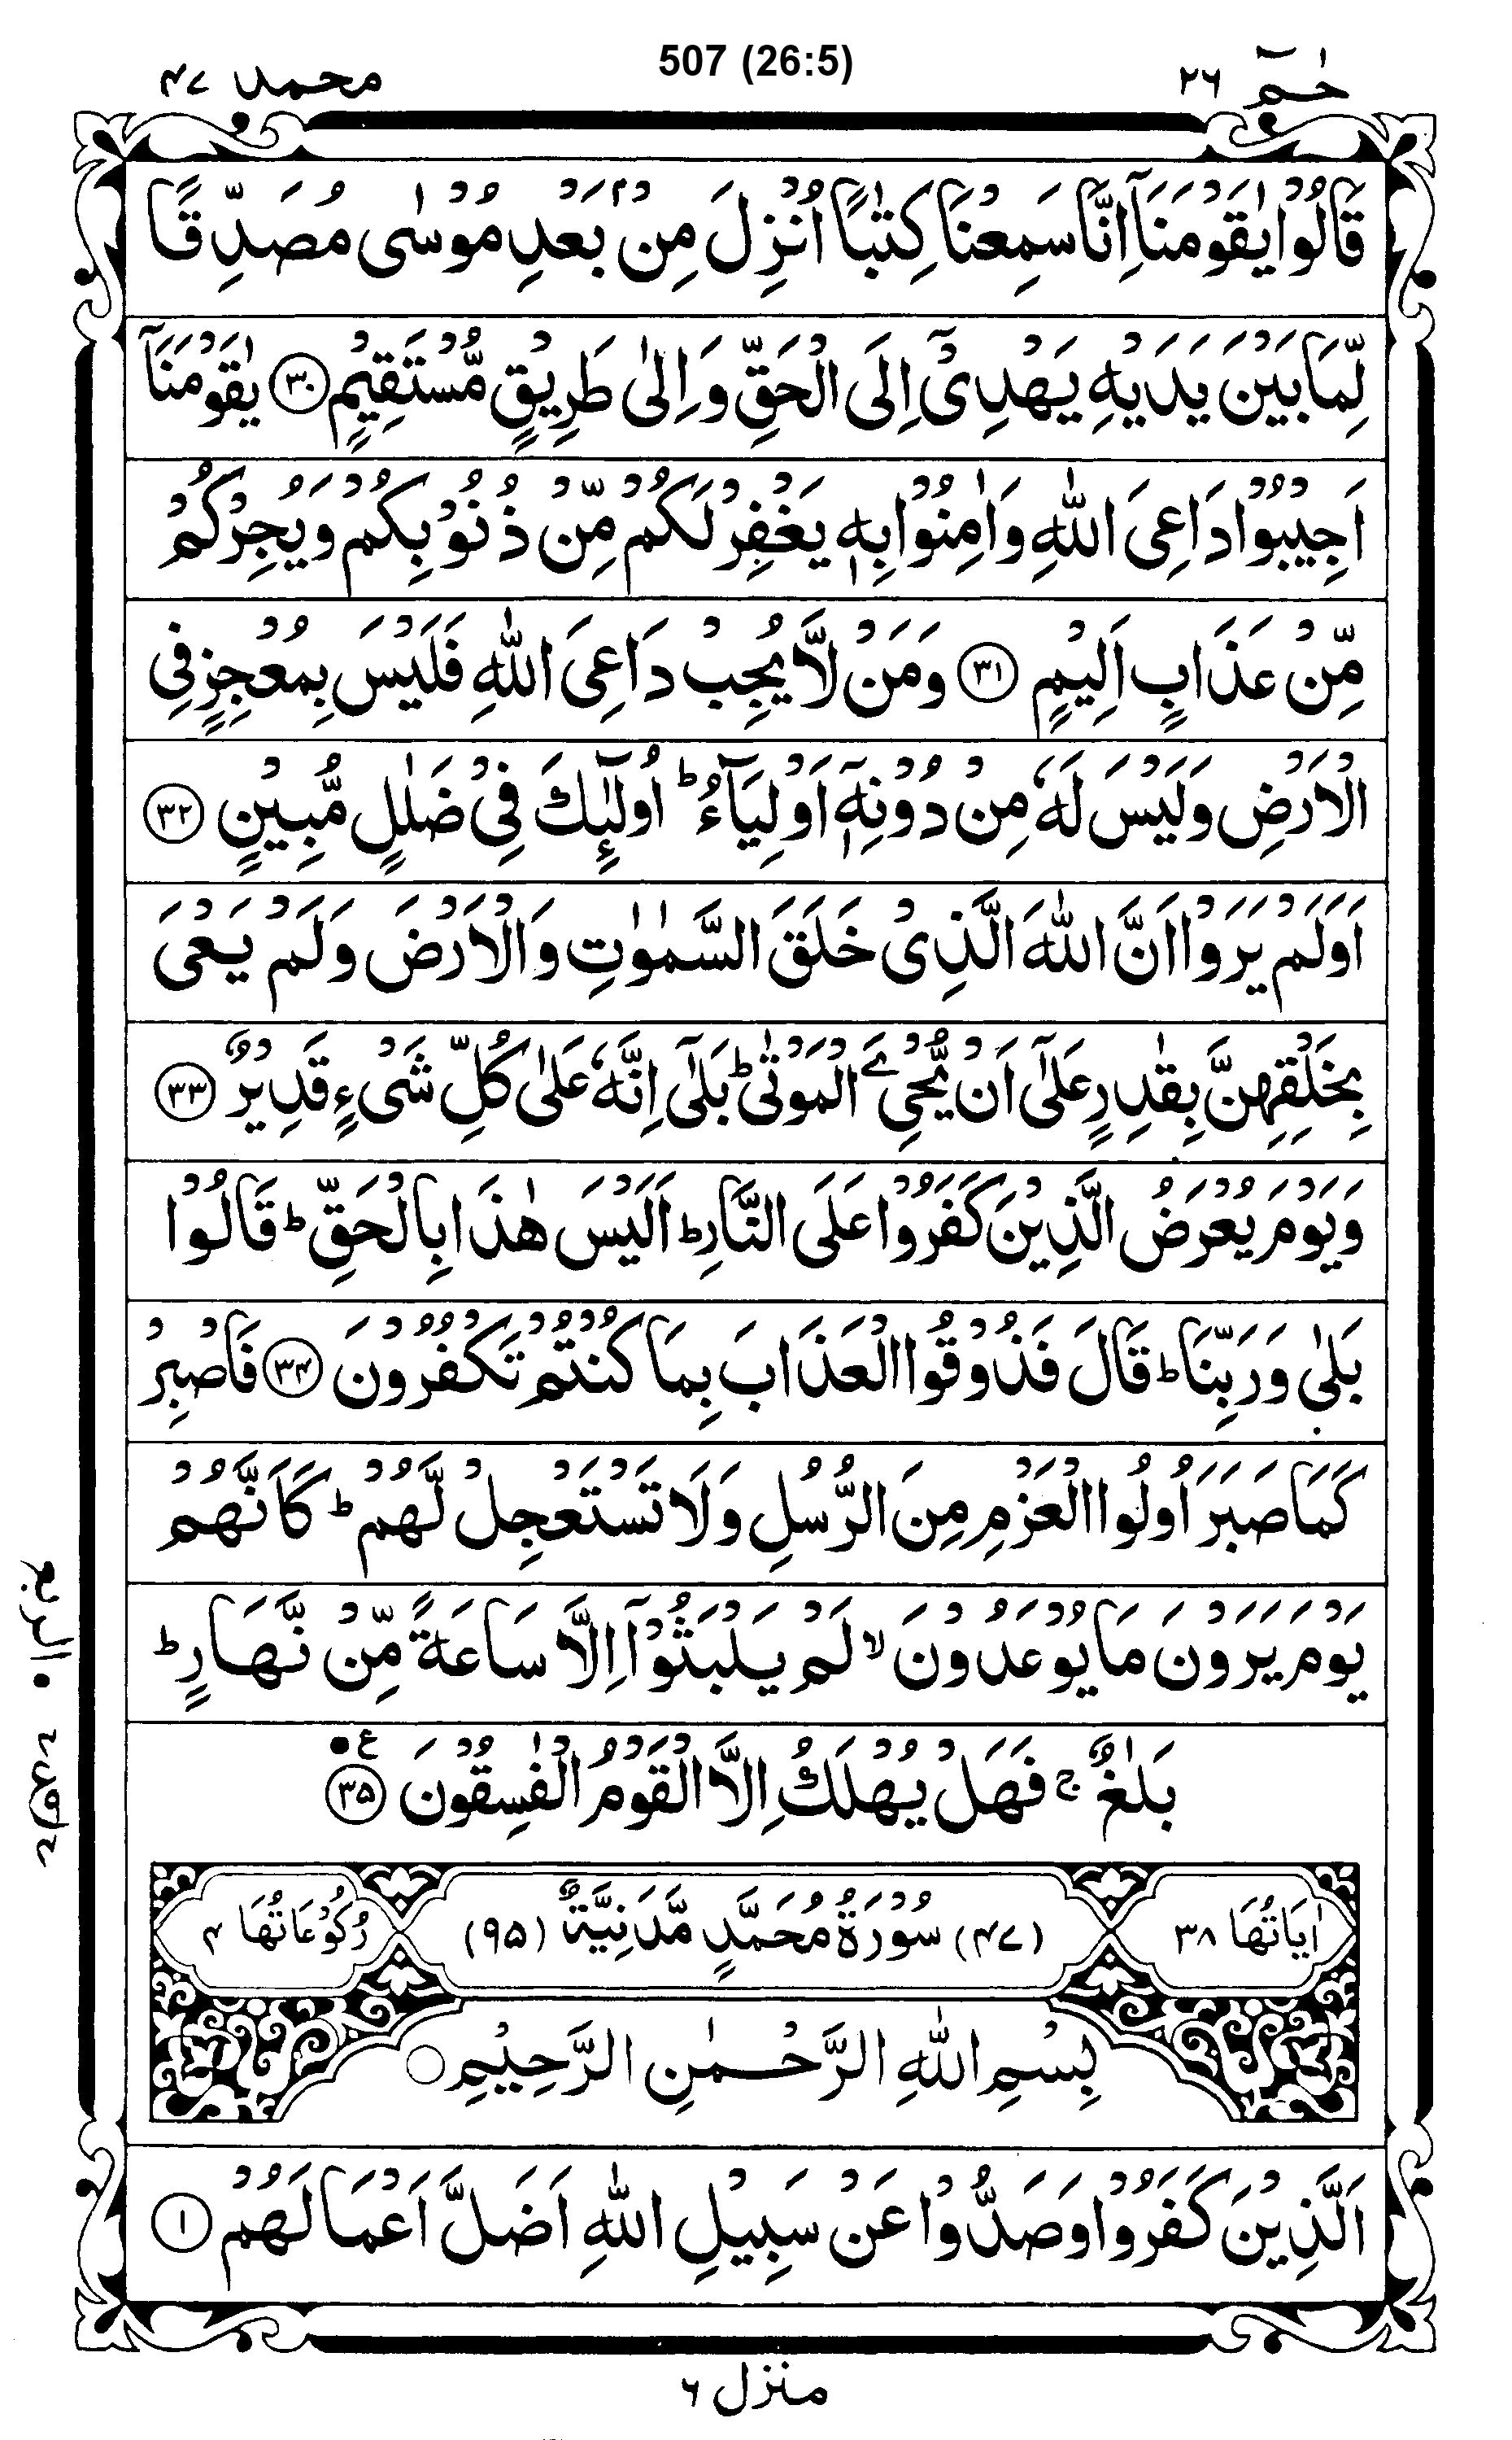 507 (26:5)
حٰمٓ ٢٦
محمد ٤٧
قَالُوْا يٰقَوْمَنَآ اِنَّا سَمِعْنَا كِتٰبًا اُنْزِلَ مِنْۢ بَعْدِ مُوْسٰى مُصَدِّقًا
لِّمَا بَيْنَ يَدَيْهِ يَهْدِىْٓ اِلَى الْحَقِّ وَاِلٰى طَرِيْقٍ مُّسْتَقِيْمٍ ﴿٣٠﴾ يٰقَوْمَنَآ
اَجِيْبُوْا دَاعِىَ اللّٰهِ وَاٰمِنُوْا بِهٖ يَغْفِرْ لَكُمْ مِّنْ ذُنُوْبِكُمْ وَيُجِرْكُمْ
مِّنْ عَذَابٍ اَلِيْمٍ ﴿٣١﴾ وَمَنْ لَّا يُجِبْ دَاعِىَ اللّٰهِ فَلَيْسَ بِمُعْجِزٍ فِى
الْاَرْضِ وَلَيْسَ لَهٗ مِنْ دُوْنِهٖٓ اَوْلِيَآءُ ؕ اُولٰٓئِكَ فِىْ ضَلٰلٍ مُّبِيْنٍ ﴿٣٢﴾
اَوَلَمْ يَرَوْا اَنَّ اللّٰهَ الَّذِىْ خَلَقَ السَّمٰوٰتِ وَالْاَرْضَ وَلَمْ يَعْىَ
بِخَلْقِهِنَّ بِقٰدِرٍ عَلٰٓى اَنْ يُّحْیِۦَ الْمَوْتٰى ؕ بَلٰٓى اِنَّهٗ عَلٰى كُلِّ شَىْءٍ قَدِيْرٌ ﴿٣٣﴾
وَيَوْمَ يُعْرَضُ الَّذِيْنَ كَفَرُوْا عَلَى النَّارِ ؕ اَلَيْسَ هٰذَا بِالْحَقِّ ؕ قَالُوْا
بَلٰى وَرَبِّنَا ؕ قَالَ فَذُوْقُوا الْعَذَابَ بِمَا كُنْتُمْ تَكْفُرُوْنَ ﴿٣٤﴾ فَاصْبِرْ
كَمَا صَبَرَ اُولُوا الْعَزْمِ مِنَ الرُّسُلِ وَلَا تَسْتَعْجِلْ لَّهُمْ ؕ كَاَنَّهُمْ
يَوْمَ يَرَوْنَ مَا يُوْعَدُوْنَ ۙ لَمْ يَلْبَثُوْٓا اِلَّا سَاعَةً مِّنْ نَّهَارٍ ؕ
بَلٰغٌ ۚ فَهَلْ يُهْلَكُ اِلَّا الْقَوْمُ الْفٰسِقُوْنَ ﴿٣٥﴾ ع
الربع
اٰيَاتُهَا ٣٨
(٤٧) سُوْرَةُ مُحَمَّدٍ مَّدَنِيَّةٌ (٩٥)
رُكُوْعَاتُهَا ٤
بِسْمِ اللّٰهِ الرَّحْمٰنِ الرَّحِيْمِ
اَلَّذِيْنَ كَفَرُوْا وَصَدُّوْا عَنْ سَبِيْلِ اللّٰهِ اَضَلَّ اَعْمَالَهُمْ ﴿١﴾
منزل ٦